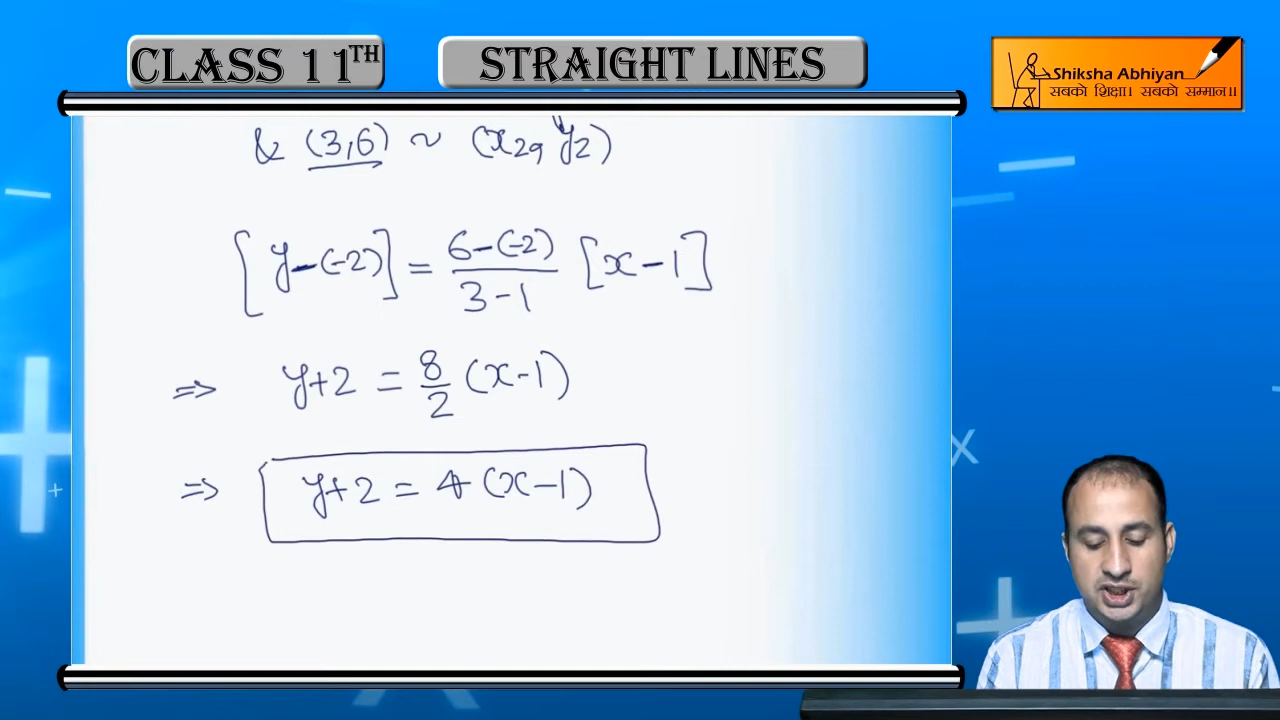 CLASS 11TH
STRAIGHT LINES
Shiksha Abhiyan
सबको शिक्षा। सबको सम्मान॥
& (3,6) ~ (x2, y2)
[y-(-2)] = 6-(-2)/3-1 [x-1]
=> y+2 = 8/2 (x-1)
=> y+2 = 4 (x-1)